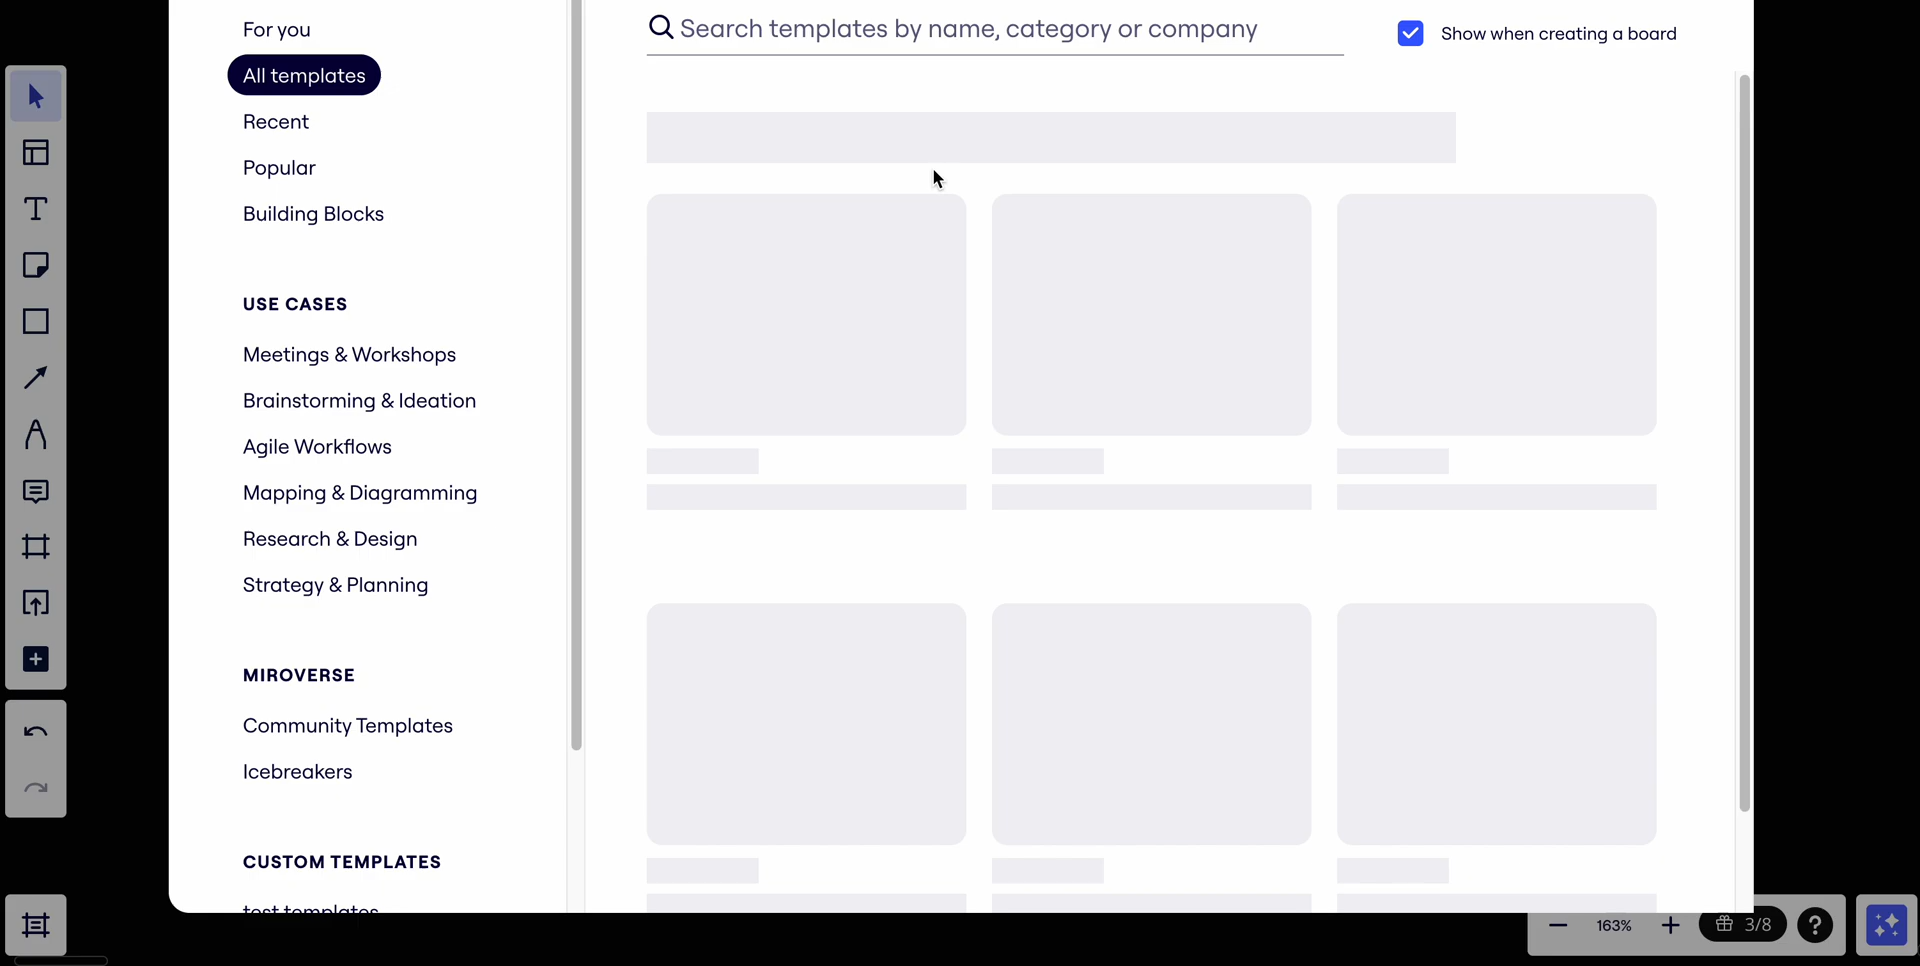 For you
All templates
Recent
Popular
Building Blocks
USE CASES
Meetings & Workshops
Brainstorming & Ideation
Agile Workflows
Mapping & Diagramming
Research & Design
Strategy & Planning
MIROVERSE
Community Templates
Icebreakers
CUSTOM TEMPLATES
test templates
Search templates by name, category or company
Show when creating a board
163%
3/8